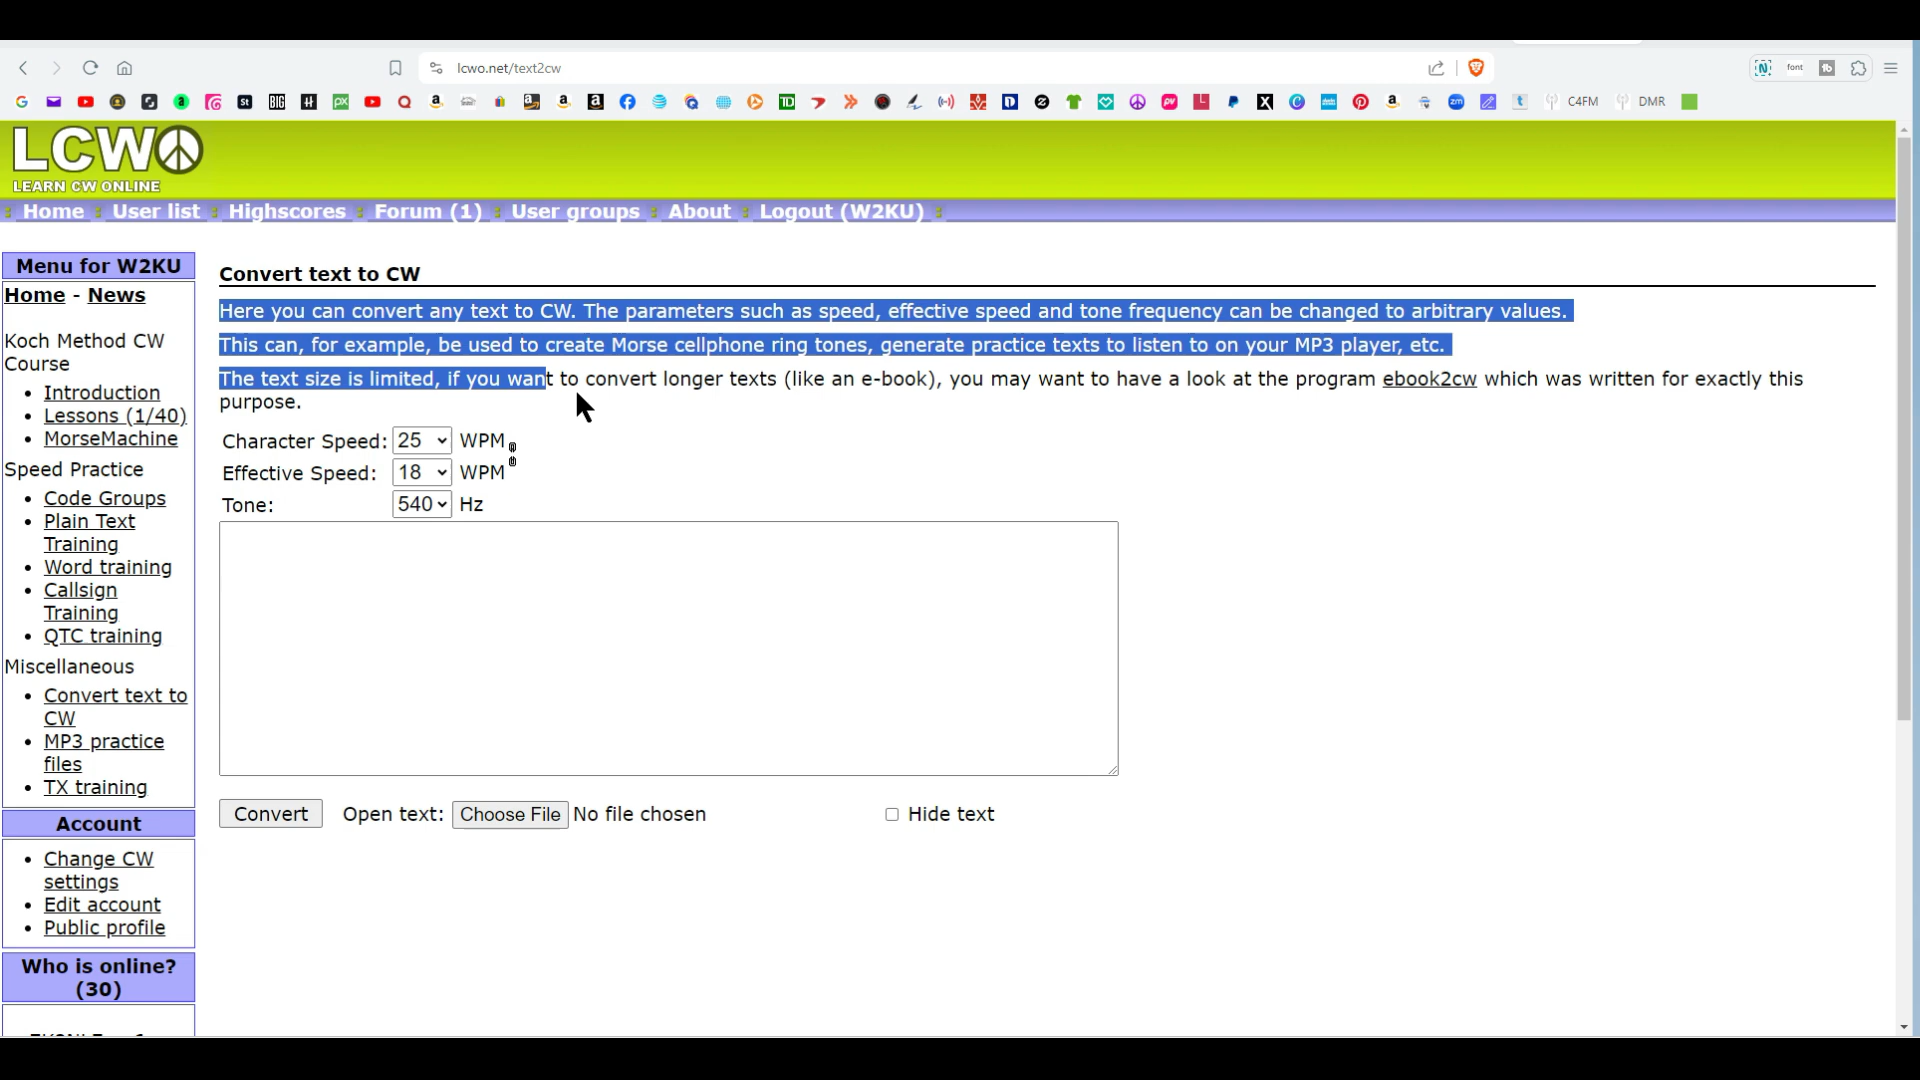 lcwo.net/text2cw
font
C4FM
DMR
LCWO
LEARN CW ONLINE
Home User list Highscores Forum (1) User groups About Logout (W2KU)
Menu for W2KU
Home - News
Koch Method CW
Course
Introduction
Lessons (1/40)
MorseMachine
Speed Practice
Code Groups
Plain Text
Training
Word training
Callsign
Training
QTC training
Miscellaneous
Convert text to
CW
MP3 practice
files
TX training
Account
Change CW
settings
Edit account
Public profile
Who is online?
(30)
Convert text to CW
Here you can convert any text to CW. The parameters such as speed, effective speed and tone frequency can be changed to arbitrary values.
This can, for example, be used to create Morse cellphone ring tones, generate practice texts to listen to on your MP3 player, etc.
The text size is limited, if you want to convert longer texts (like an e-book), you may want to have a look at the program ebook2cw which was written for exactly this
purpose.
Character Speed: 25 WPM
Effective Speed: 18 WPM
Tone: 540 Hz
Convert Open text: Choose File No file chosen Hide text